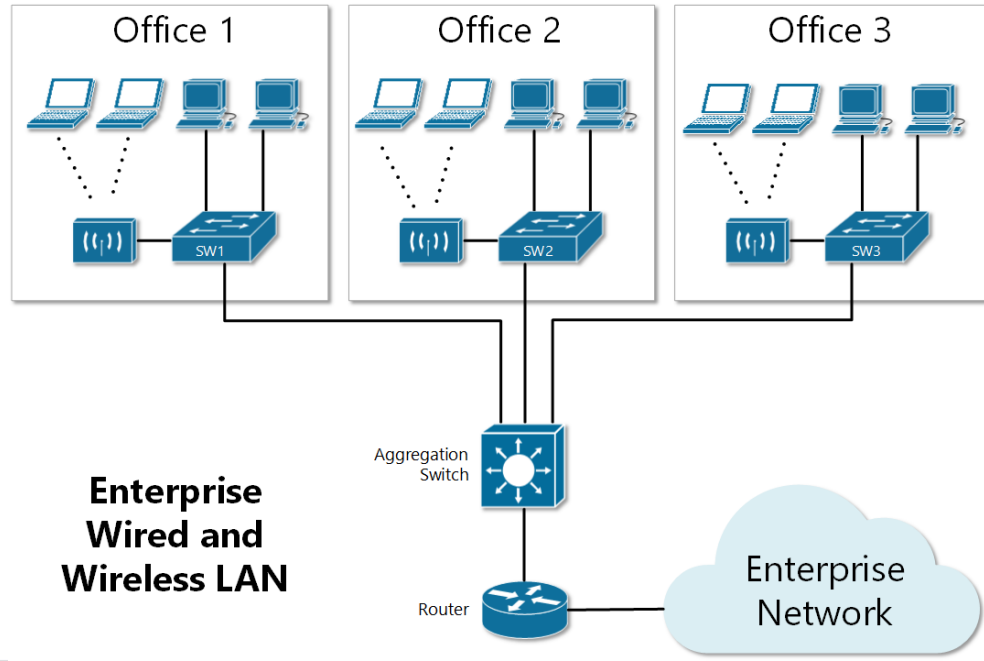 Office 1
Office 2
Office 3
SW1
SW2
SW3
Aggregation
Switch
Enterprise
Wired and
Wireless LAN
Router
Enterprise
Network